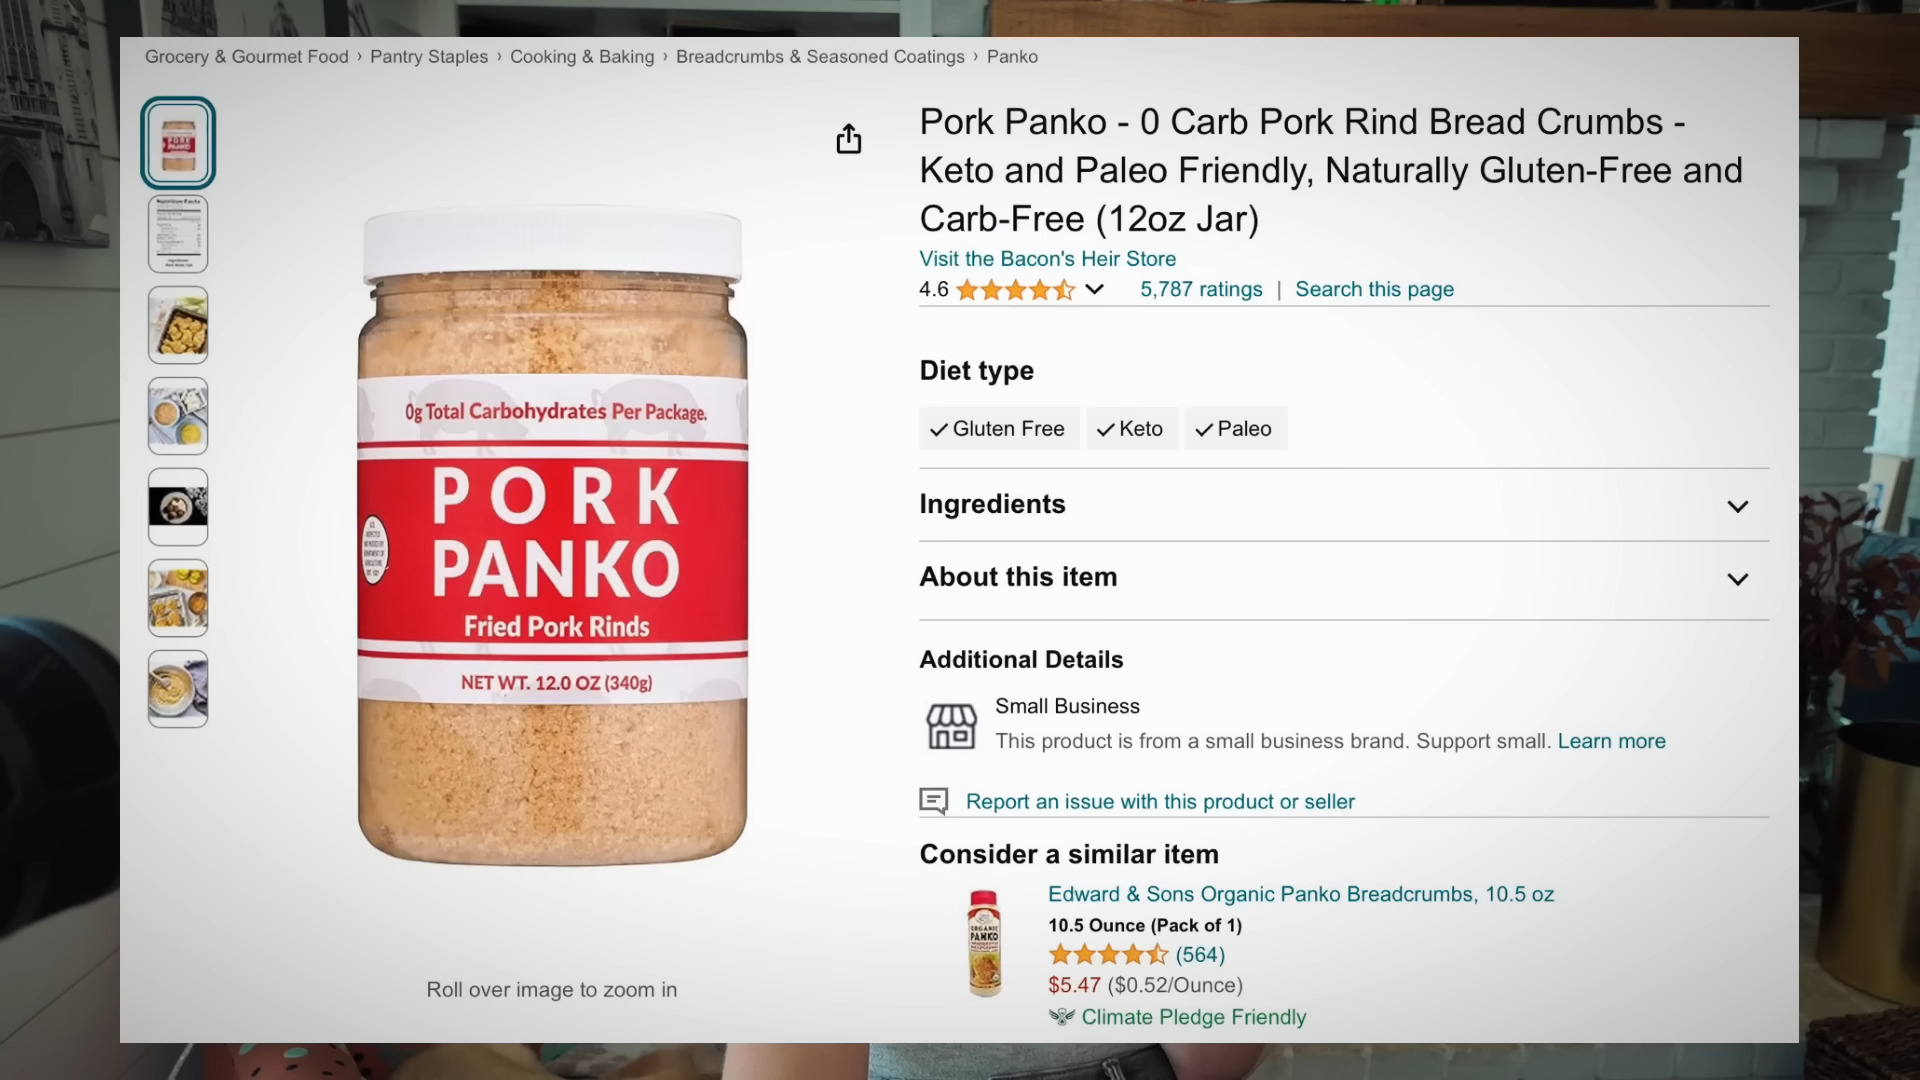 Grocery & Gourmet Food › Pantry Staples › Cooking & Baking › Breadcrumbs & Seasoned Coatings › Panko
Pork Panko - 0 Carb Pork Rind Bread Crumbs -
Keto and Paleo Friendly, Naturally Gluten-Free and
Carb-Free (12oz Jar)
Visit the Bacon's Heir Store
4.6
5,787 ratings | Search this page
Diet type
Gluten Free
Keto
Paleo
Ingredients
About this item
Additional Details
Small Business
This product is from a small business brand. Support small. Learn more
Report an issue with this product or seller
Consider a similar item
Edward & Sons Organic Panko Breadcrumbs, 10.5 oz
10.5 Ounce (Pack of 1)
(564)
$5.47 ($0.52/Ounce)
Climate Pledge Friendly
0g Total Carbohydrates Per Package.
PORK
PANKO
Fried Pork Rinds
NET WT. 12.0 OZ (340g)
Roll over image to zoom in
PORK
PANKO
Nutrition Facts
ORGANIC
PANKO